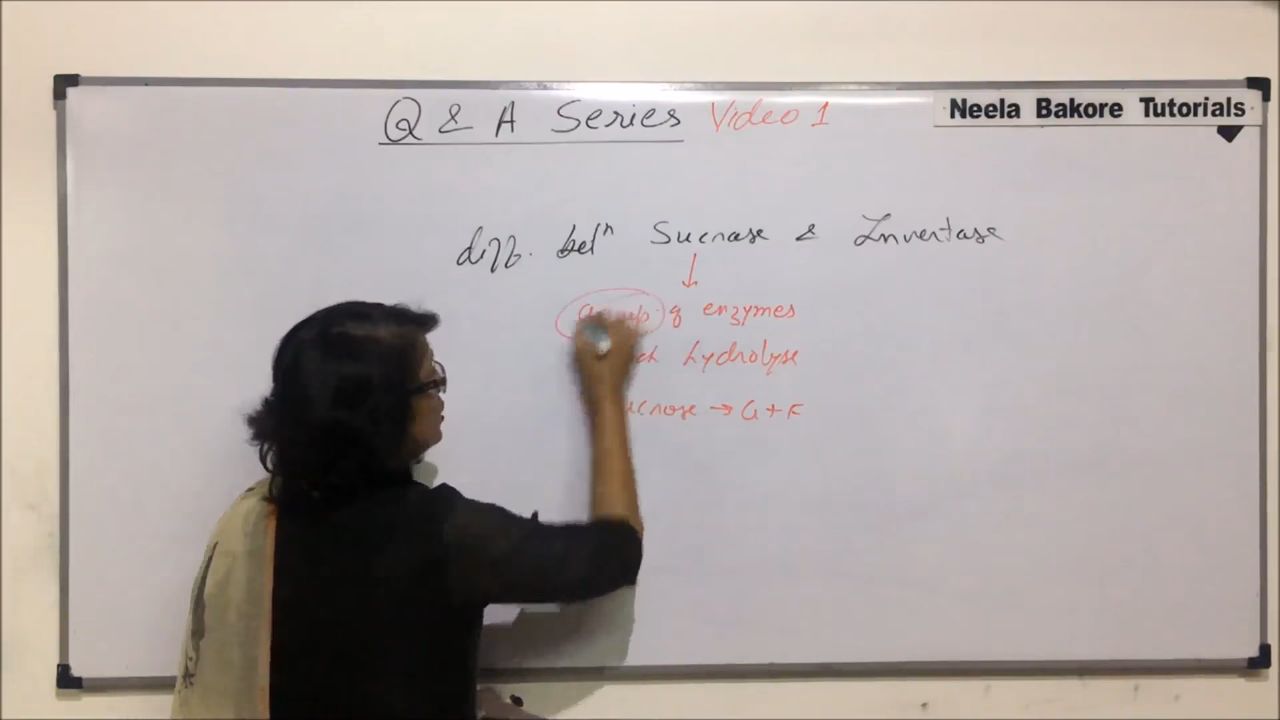 Q & A Series Video 1
Neela Bakore Tutorials
diff. betn Sucrase & Invertase
↓
of enzymes
hydrolyse
→ G + F